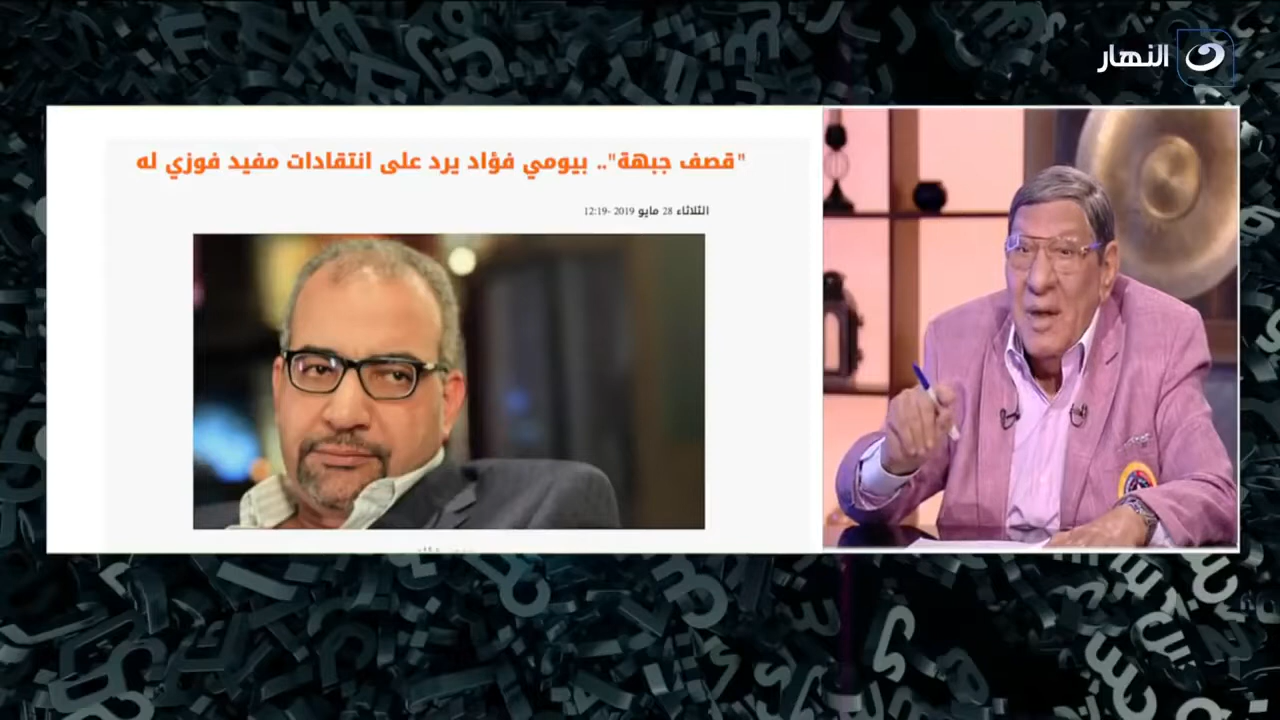 النهار
"قصف جبهة".. بيومي فؤاد يرد على انتقادات مفيد فوزي له
الثلاثاء 28 مايو 2019 -12:19